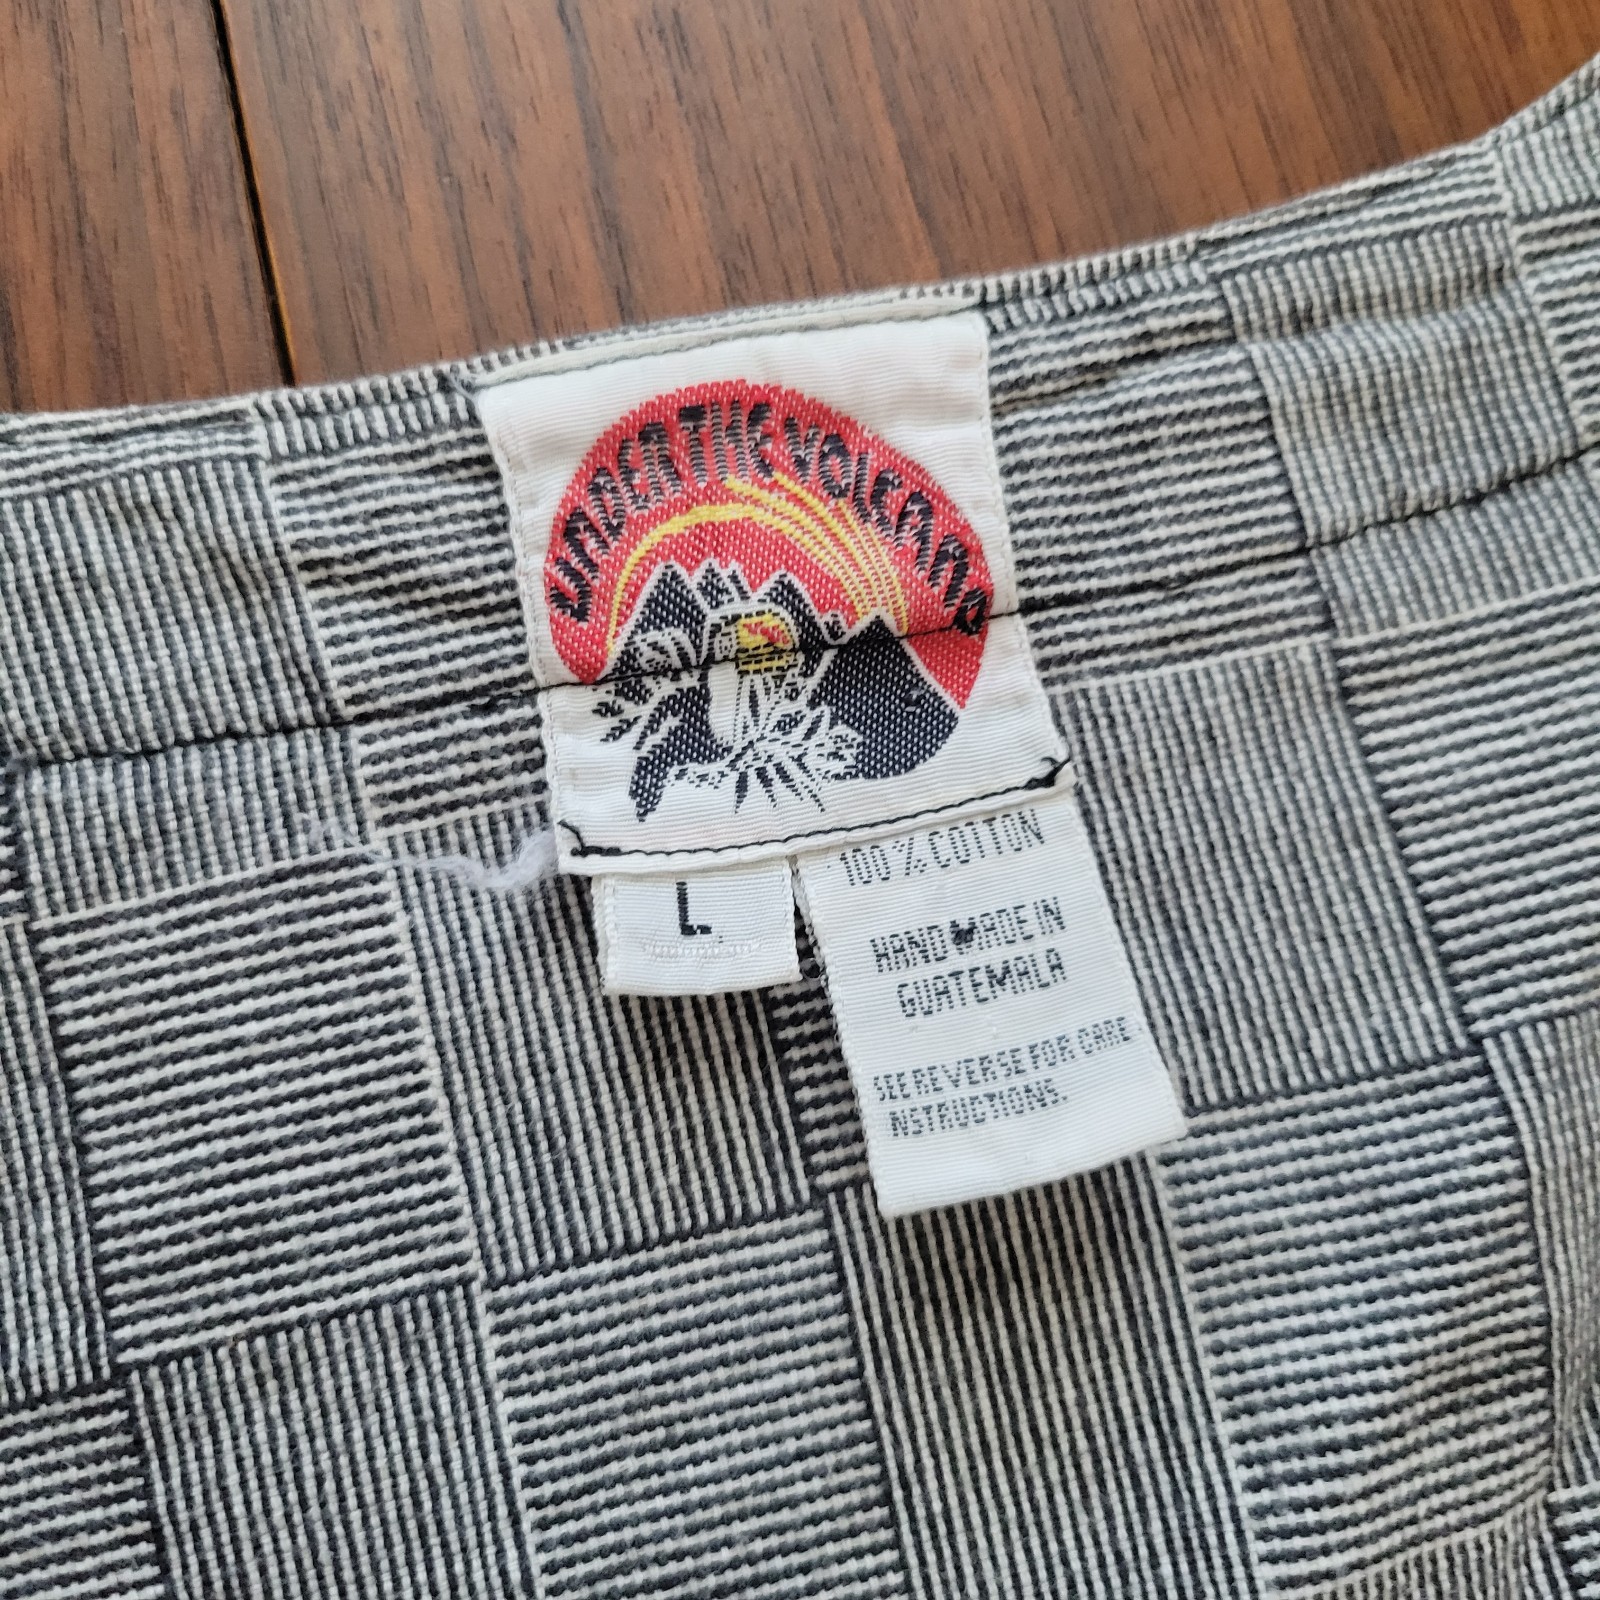 UNDER THE VOLCANO
L
100% COTTON
HAND MADE IN
GUATEMALA
SEE REVERSE FOR CARE
INSTRUCTIONS.